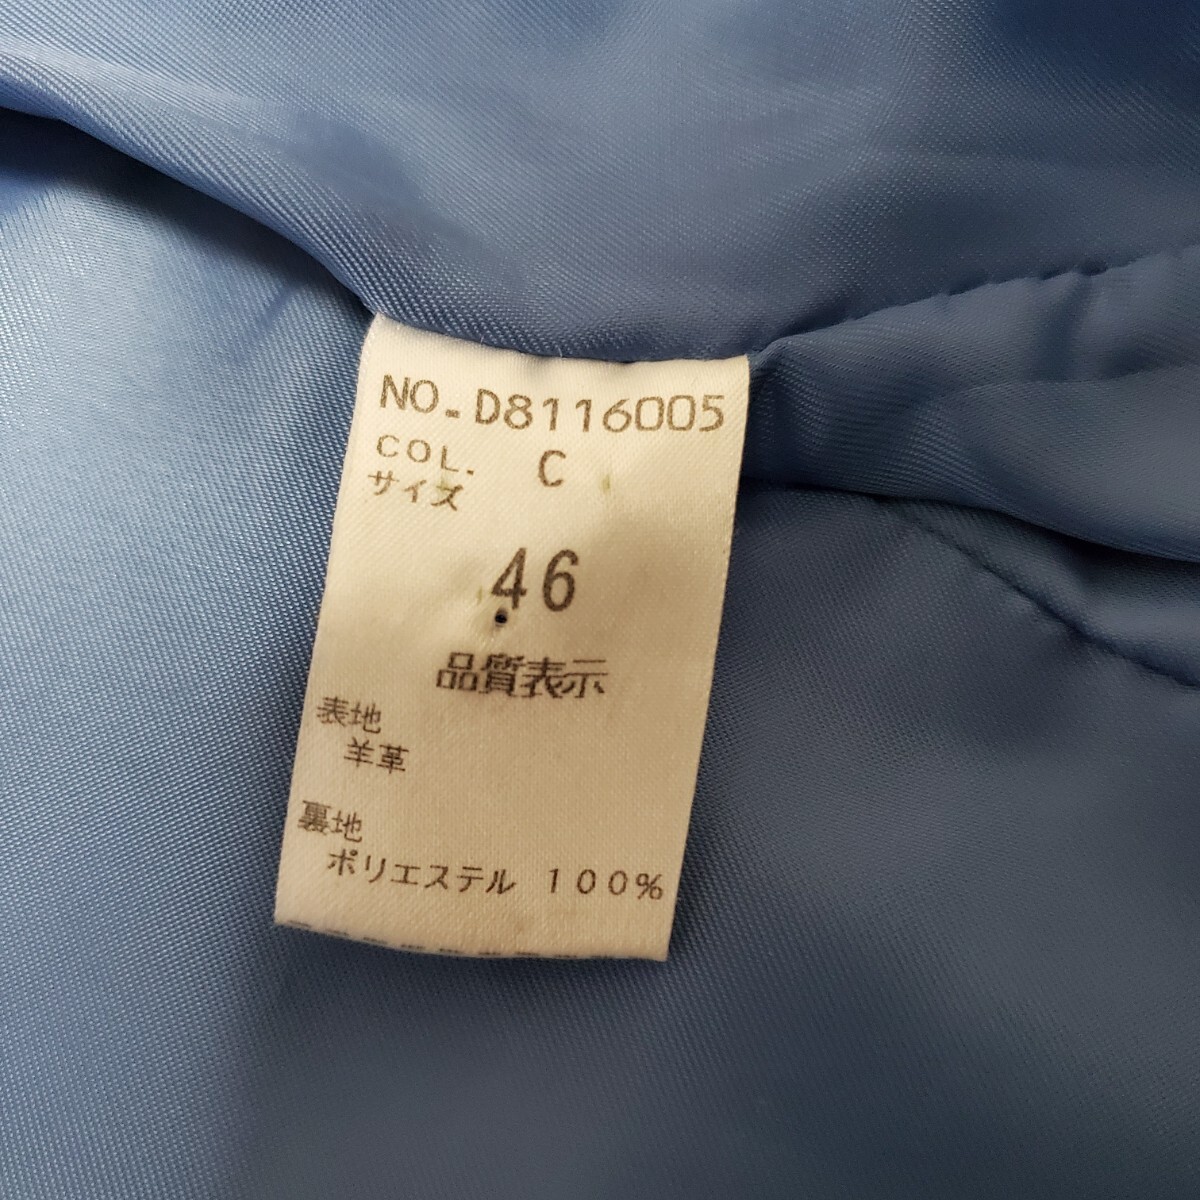 NO.D8116005
COL. C
サイズ
46
品質表示
表地
羊革
裏地
ポリエステル 100%